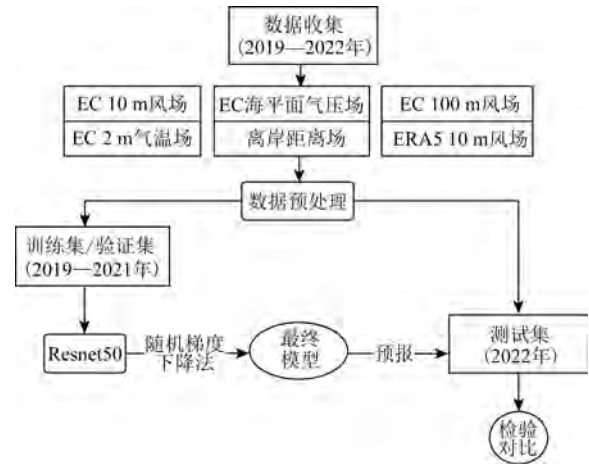 数据收集
(2019—2022年)
EC 10 m风场
EC海平面气压场
EC 100 m风场
EC 2 m气温场
离岸距离场
ERA5 10 m风场
数据预处理
训练集/验证集
(2019—2021年)
Resnet50
随机梯度
下降法
最终
模型
预报
测试集
(2022年)
检验
对比